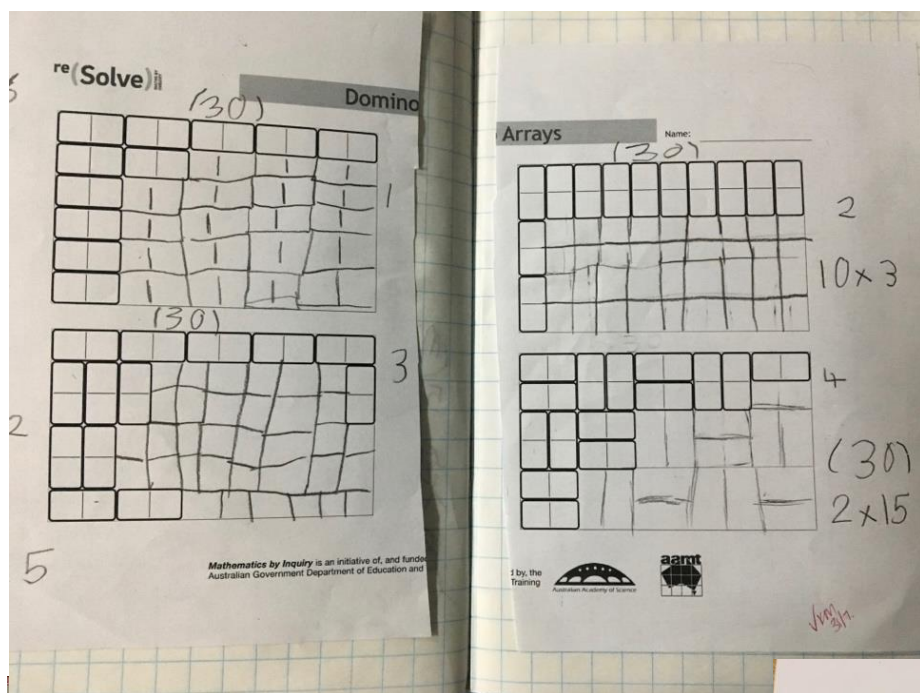 re(Solve)
Domino
(30)
1
(30)
3
2
5
Mathematics by Inquiry is an initiative of, and funde
Australian Government Department of Education and
Arrays
Name:
(30)
2
10 x 3
4
(30)
2 x 15
d by, the
Training
Australian Academy of Science
aamt